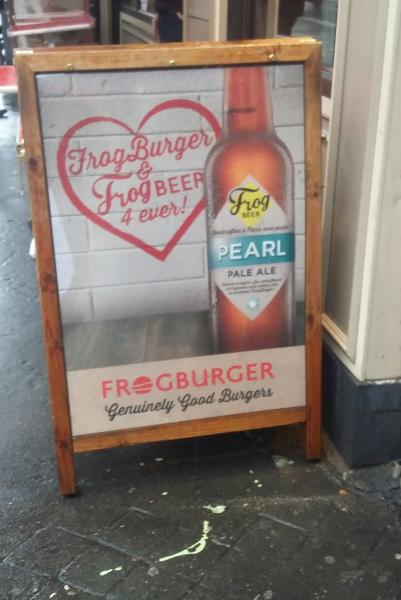 FrogBurger
&
FrogBEER
4 ever!
Frog
BEER
PEARL
PALE ALE
FROGBURGER
Genuinely Good Burgers